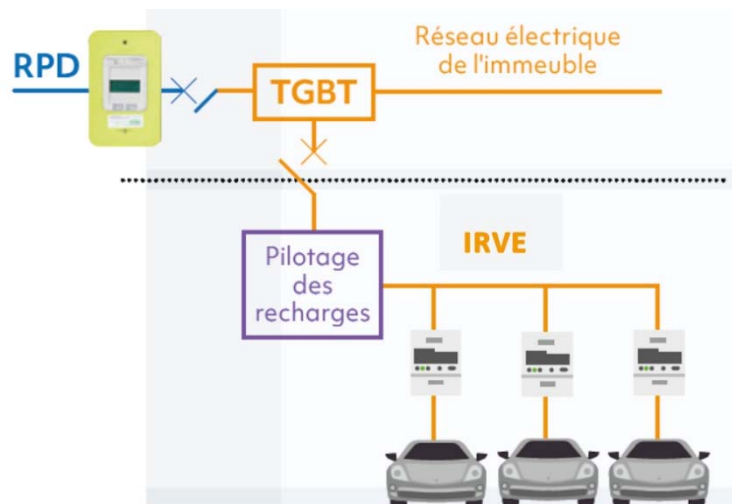 Réseau électrique
de l'immeuble
RPD
TGBT
IRVE
Pilotage
des
recharges